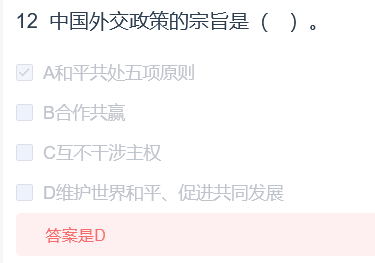 12 中国外交政策的宗旨是（ ）。
A和平共处五项原则
B合作共赢
C互不干涉主权
D维护世界和平、促进共同发展
答案是D